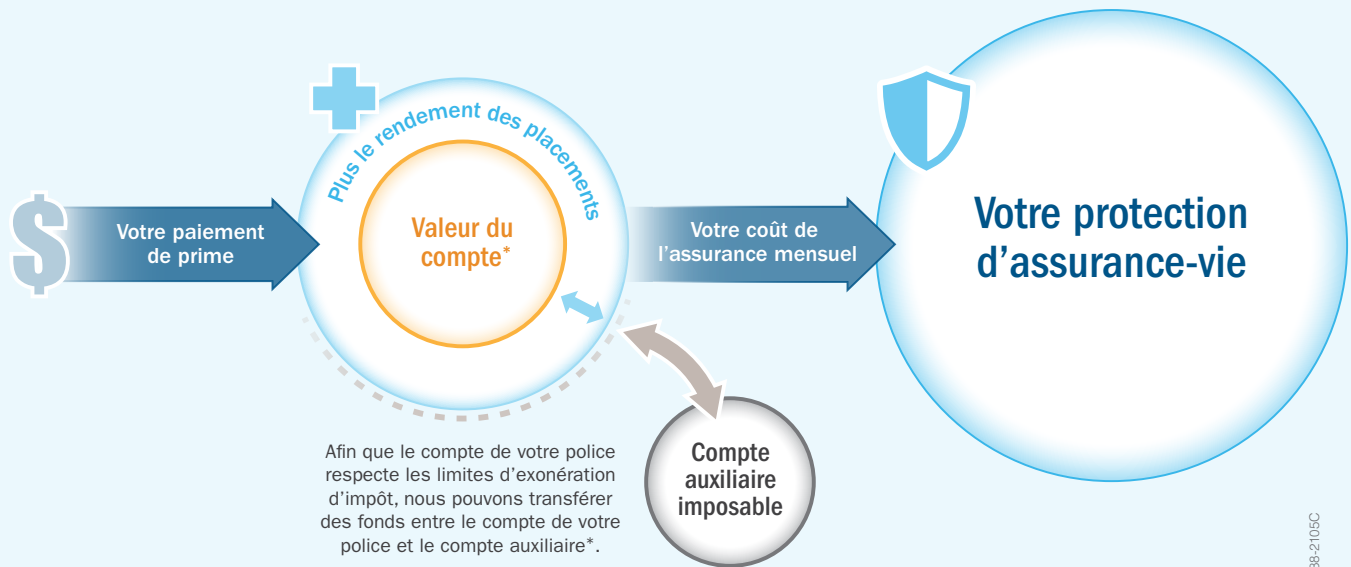 $
Votre paiement
de prime
Plus le rendement des placements
Valeur du
compte*
Votre coût de
l'assurance mensuel
Votre protection
d'assurance-vie
Afin que le compte de votre police
respecte les limites d'exonération
d'impôt, nous pouvons transférer
des fonds entre le compte de votre
police et le compte auxiliaire*.
Compte
auxiliaire
imposable
88-2105C